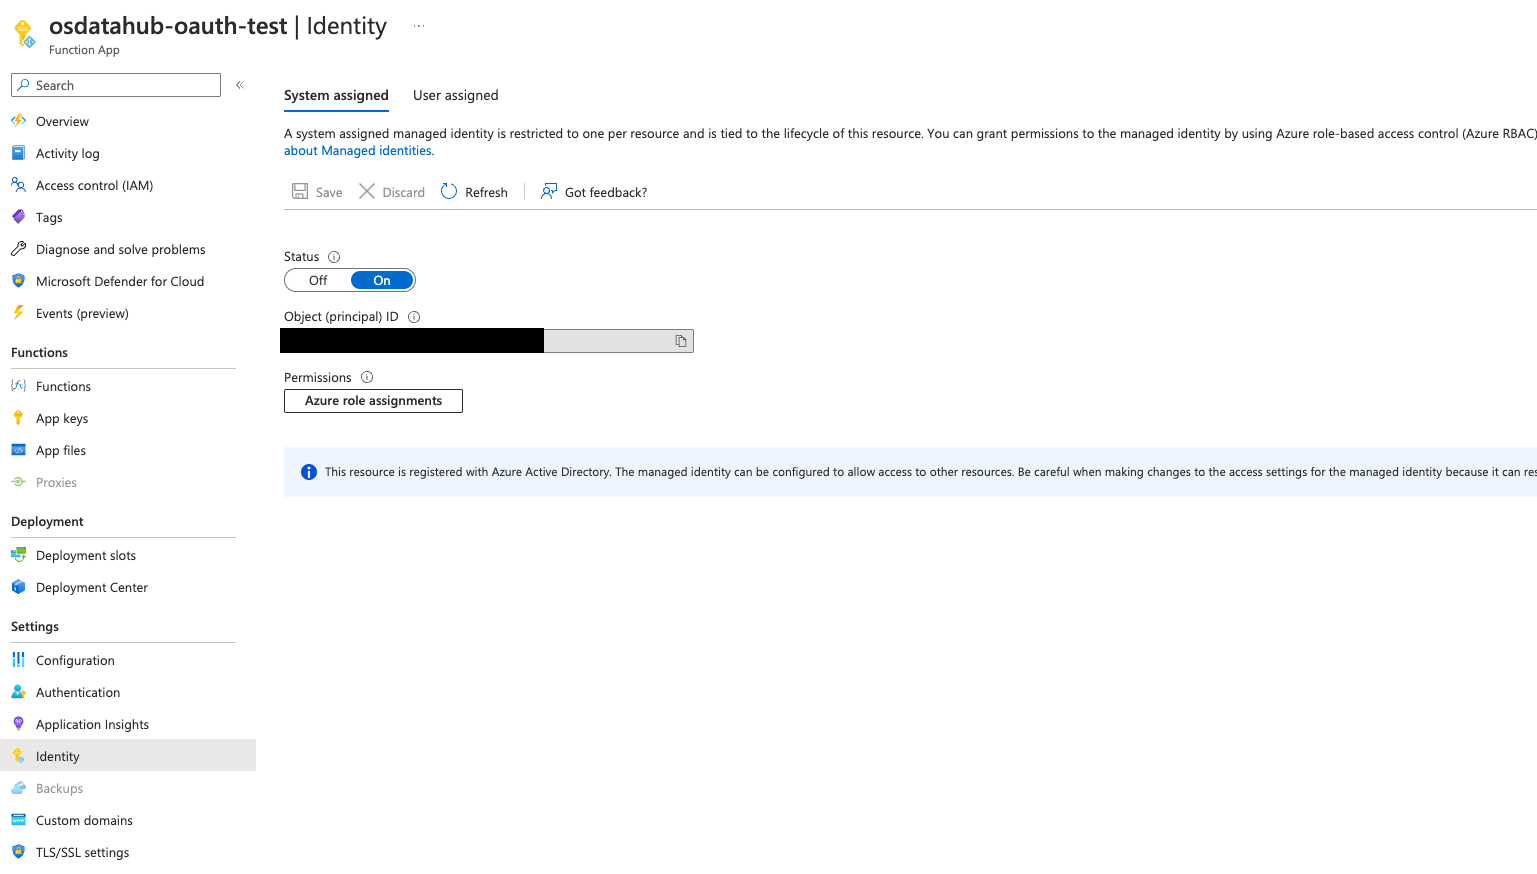 osdatahub-oauth-test | Identity ...
Function App
Search
«
Overview
Activity log
Access control (IAM)
Tags
Diagnose and solve problems
Microsoft Defender for Cloud
Events (preview)
Functions
Functions
App keys
App files
Proxies
Deployment
Deployment slots
Deployment Center
Settings
Configuration
Authentication
Application Insights
Identity
Backups
Custom domains
TLS/SSL settings
System assigned User assigned
A system assigned managed identity is restricted to one per resource and is tied to the lifecycle of this resource. You can grant permissions to the managed identity by using Azure role-based access control (Azure RBAC)
about Managed identities.
Save Discard Refresh Got feedback?
Status
Off On
Object (principal) ID
Permissions
Azure role assignments
This resource is registered with Azure Active Directory. The managed identity can be configured to allow access to other resources. Be careful when making changes to the access settings for the managed identity because it can res